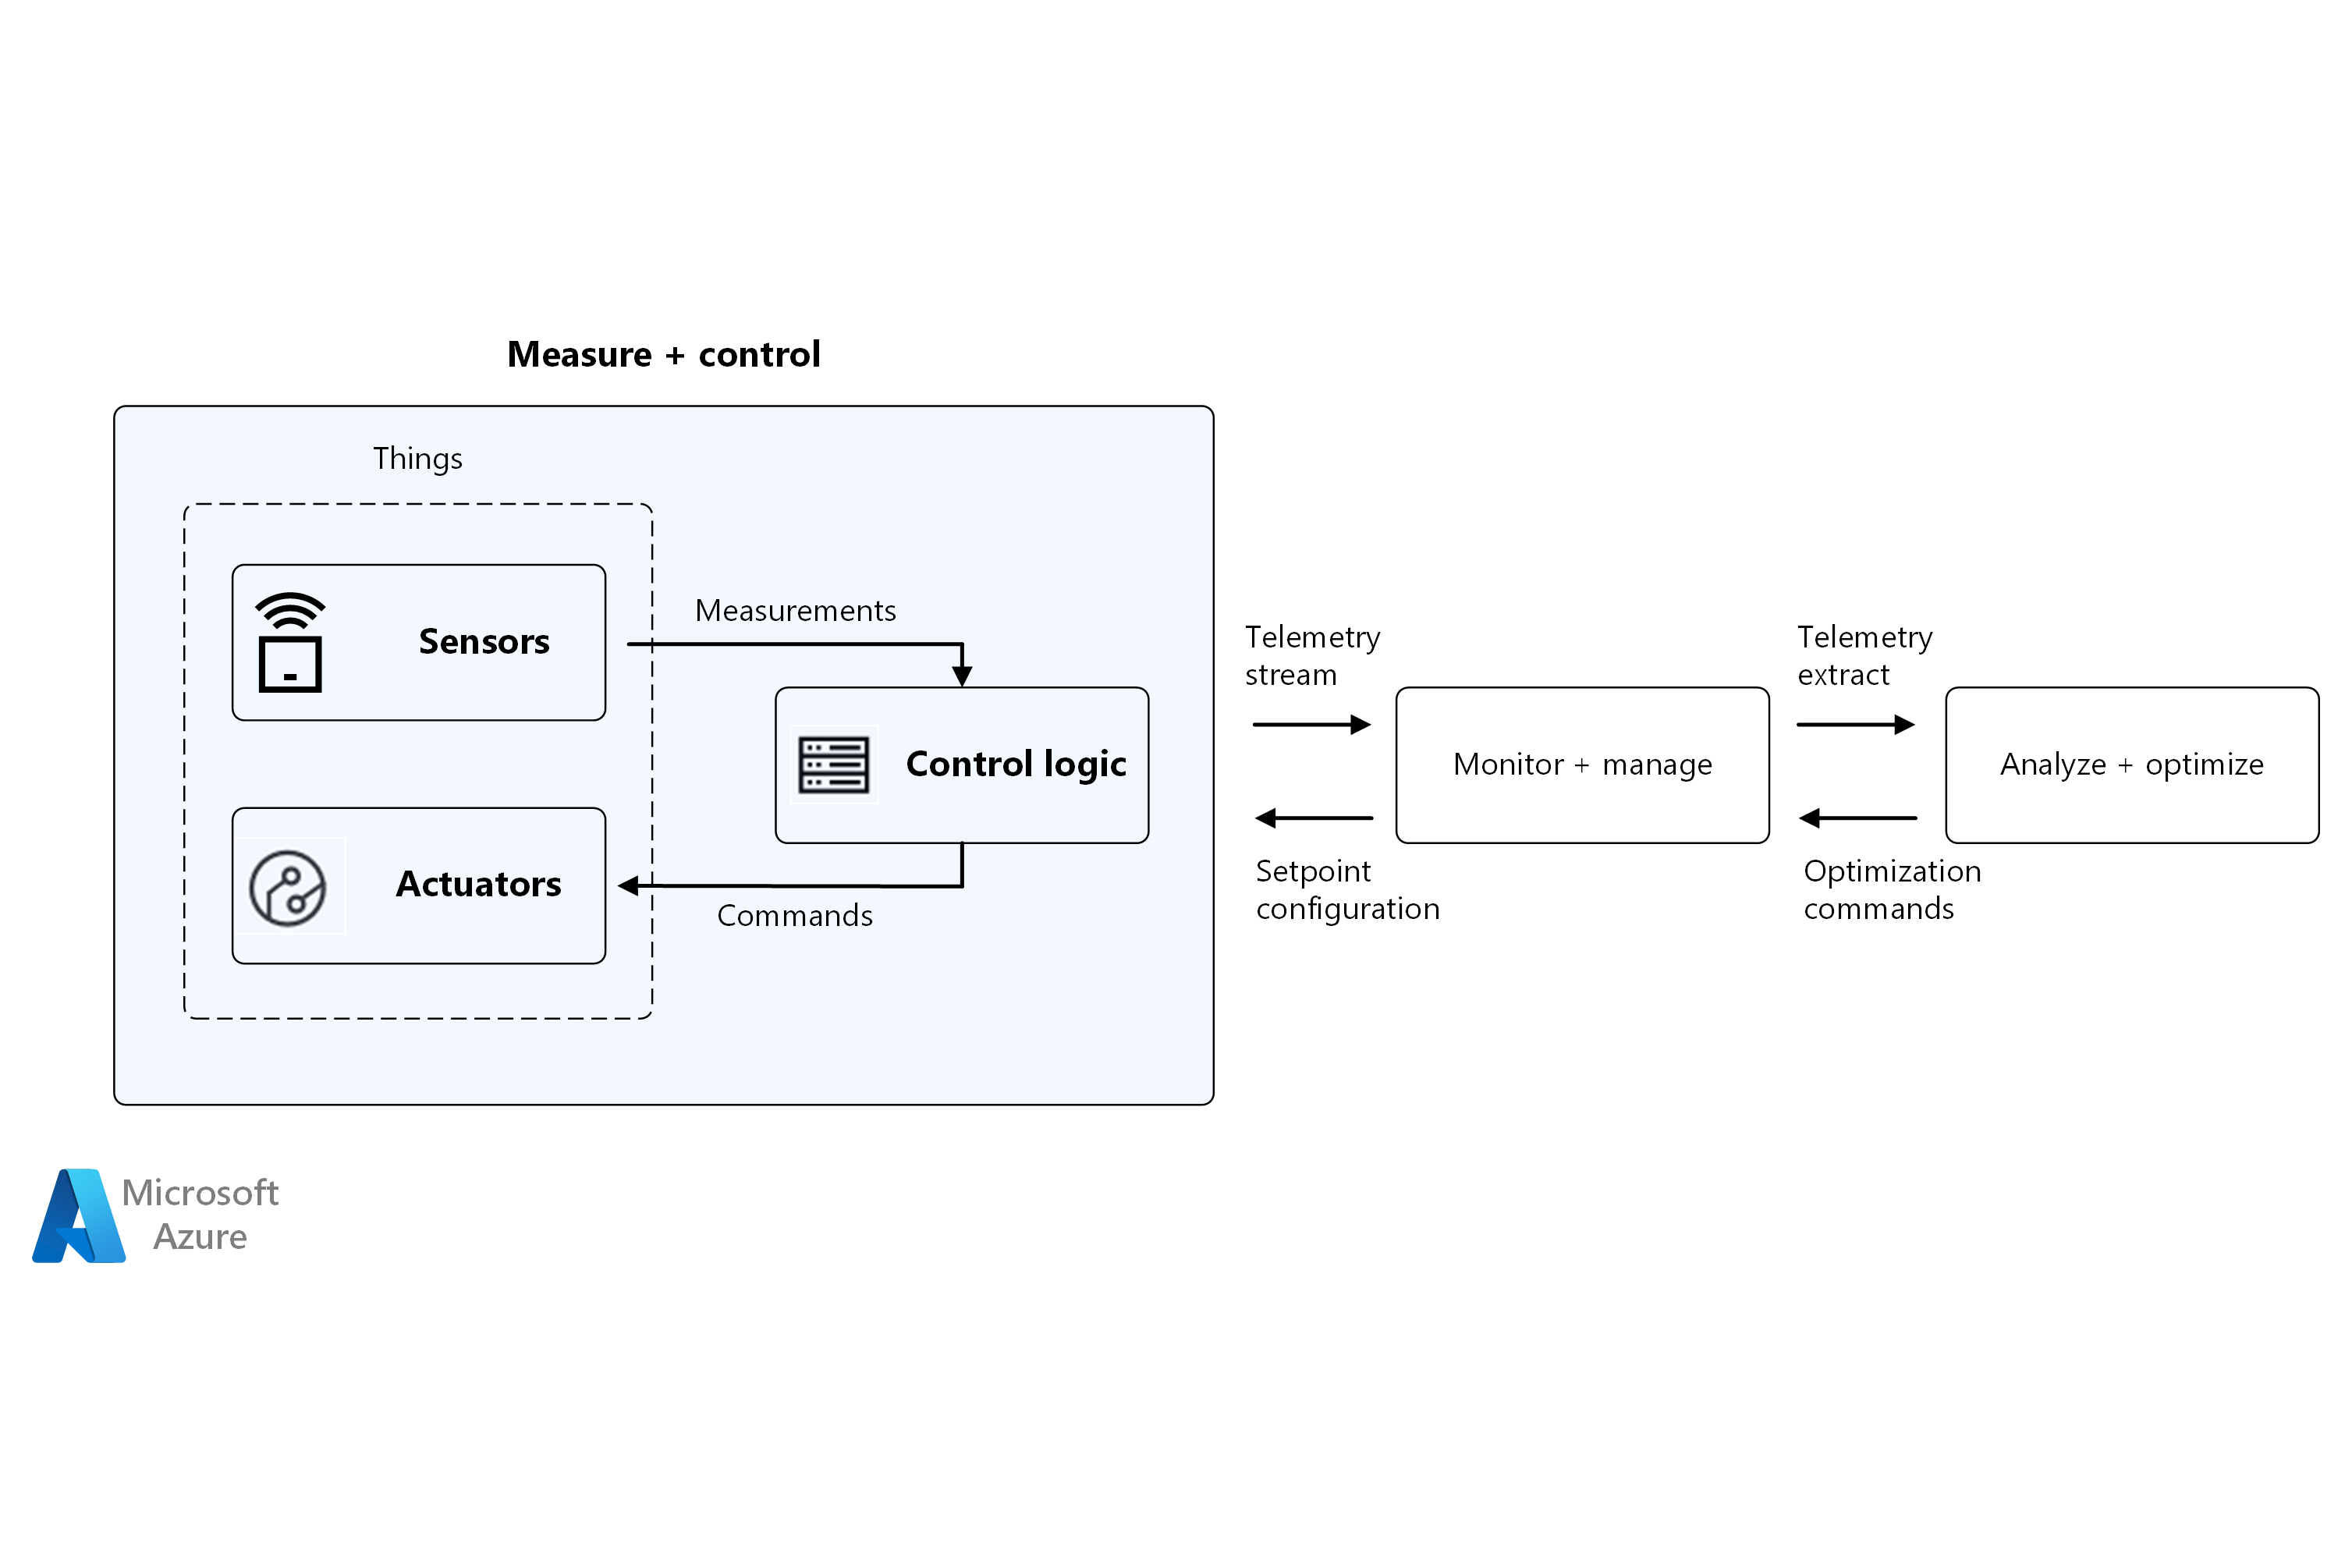 Measure + control
Things
Sensors
Measurements
Control logic
Actuators
Commands
Telemetry
stream
Setpoint
configuration
Monitor + manage
Telemetry
extract
Optimization
commands
Analyze + optimize
Microsoft
Azure